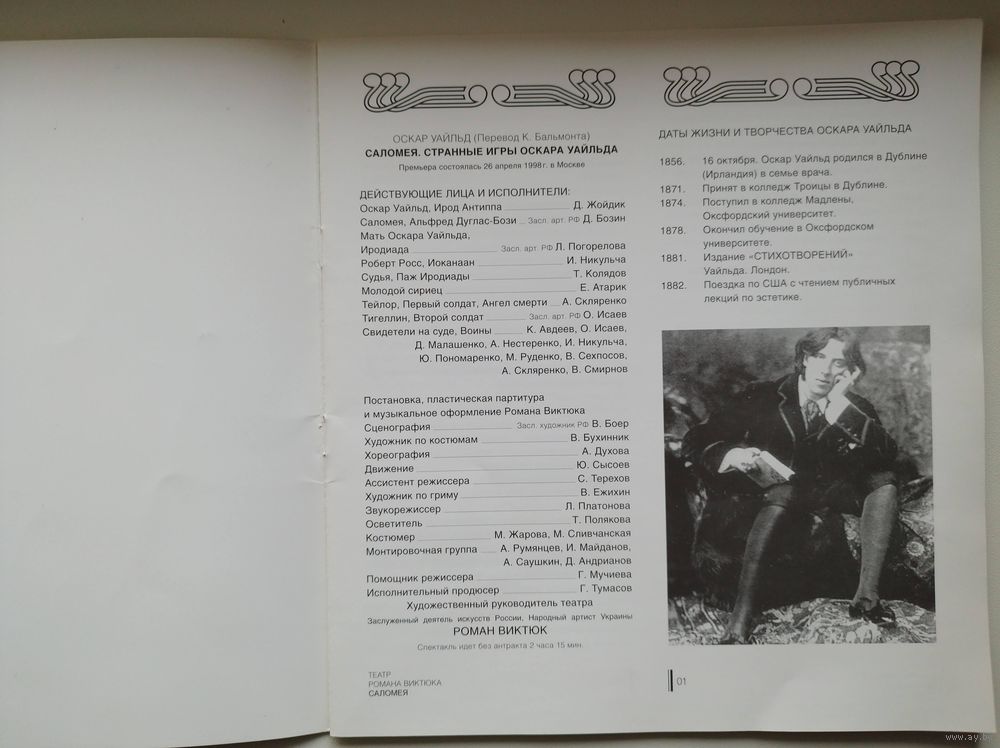 ОСКАР УАЙЛЬД (Перевод К. Бальмонта)
САЛОМЕЯ. СТРАННЫЕ ИГРЫ ОСКАРА УАЙЛЬДА
Премьера состоялась 26 апреля 1998 г. в Москве
ДЕЙСТВУЮЩИЕ ЛИЦА И ИСПОЛНИТЕЛИ:
Оскар Уайльд, Ирод Антиппа Д. Жойдик
Саломея, Альфред Дуглас-Бози Засл. арт. РФ Д. Бозин
Мать Оскара Уайльда,
Иродиада Засл. арт. РФ Л. Погорелова
Роберт Росс, Иоканаан И. Никульча
Судья, Паж Иродиады Т. Колядов
Молодой сириец Е. Атарик
Тейлор, Первый солдат, Ангел смерти А. Скляренко
Тигеллин, Второй солдат Засл. арт. РФ О. Исаев
Свидетели на суде, Воины К. Авдеев, О. Исаев,
Д. Малашенко, А. Нестеренко, И. Никульча,
Ю. Пономаренко, М. Руденко, В. Сехпосов,
А. Скляренко, В. Смирнов
Постановка, пластическая партитура
и музыкальное оформление Романа Виктюка
Сценография Засл. художник РФ В. Боер
Художник по костюмам В. Бухинник
Хореография А. Духова
Движение Ю. Сысоев
Ассистент режиссера С. Терехов
Художник по гриму В. Ежихин
Звукорежиссер Л. Платонова
Осветитель Т. Полякова
Костюмер М. Жарова, М. Сливчанская
Монтировочная группа А. Румянцев, И. Майданов,
А. Саушкин, Д. Андрианов
Помощник режиссера Г. Мучиева
Исполнительный продюсер Г. Тумасов
Художественный руководитель театра
Заслуженный деятель искусств России, Народный артист Украины
РОМАН ВИКТЮК
Спектакль идет без антракта 2 часа 15 мин.
ТЕАТР
РОМАНА ВИКТЮКА
САЛОМЕЯ
ДАТЫ ЖИЗНИ И ТВОРЧЕСТВА ОСКАРА УАЙЛЬДА
1856. 16 октября. Оскар Уайльд родился в Дублине
(Ирландия) в семье врача.
1871. Принят в колледж Троицы в Дублине.
1874. Поступил в колледж Мадлены,
Оксфордский университет.
1878. Окончил обучение в Оксфордском
университете.
1881. Издание «СТИХОТВОРЕНИЙ»
Уайльда. Лондон.
1882. Поездка по США с чтением публичных
лекций по эстетике.
01
www.ay.by